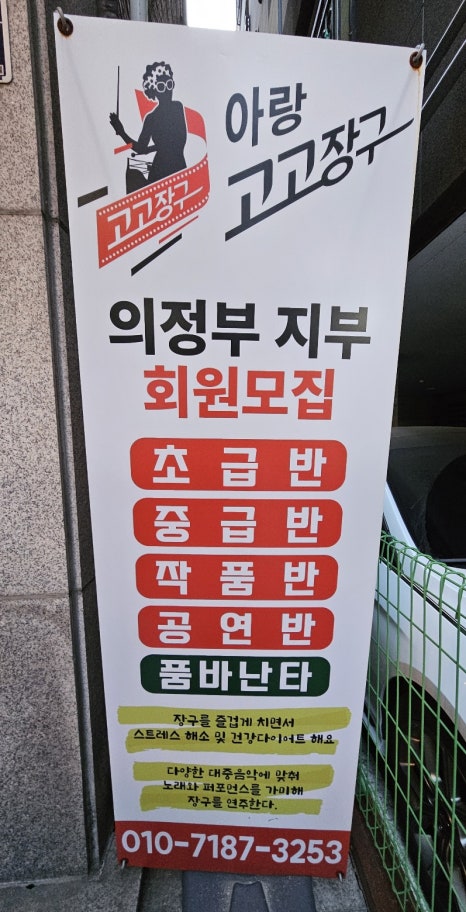 아랑
고고장구
고고장구
의정부 지부
회원모집
초급반
중급반
작품반
공연반
품바난타
장구를 즐겁게 치면서
스트레스 해소 및 건강다이어트 해요
다양한 대중음악에 맞춰
노래와 퍼포먼스를 가미해
장구를 연주한다.
010-7187-3253